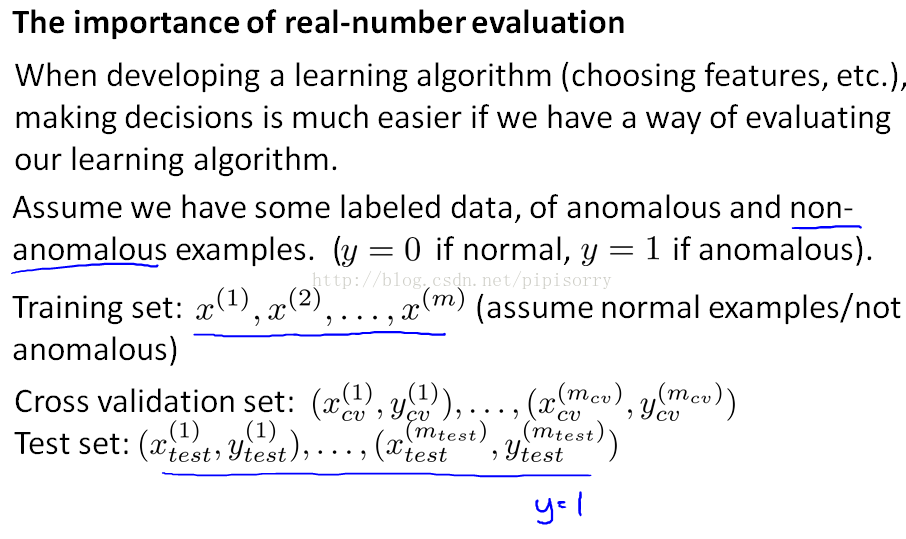 The importance of real-number evaluation
When developing a learning algorithm (choosing features, etc.),
making decisions is much easier if we have a way of evaluating
our learning algorithm.
Assume we have some labeled data, of anomalous and non-
anomalous examples. (y = 0 if normal, y = 1 if anomalous).
http://blog.csdn.net/pipisorry
Training set: x^{(1)}, x^{(2)}, . . . , x^{(m)} (assume normal examples/not
anomalous)
Cross validation set: (x_{cv}^{(1)}, y_{cv}^{(1)}), . . . , (x_{cv}^{(m_{cv})}, y_{cv}^{(m_{cv})})
Test set: (x_{test}^{(1)}, y_{test}^{(1)}), . . . , (x_{test}^{(m_{test})}, y_{test}^{(m_{test})})
y=1